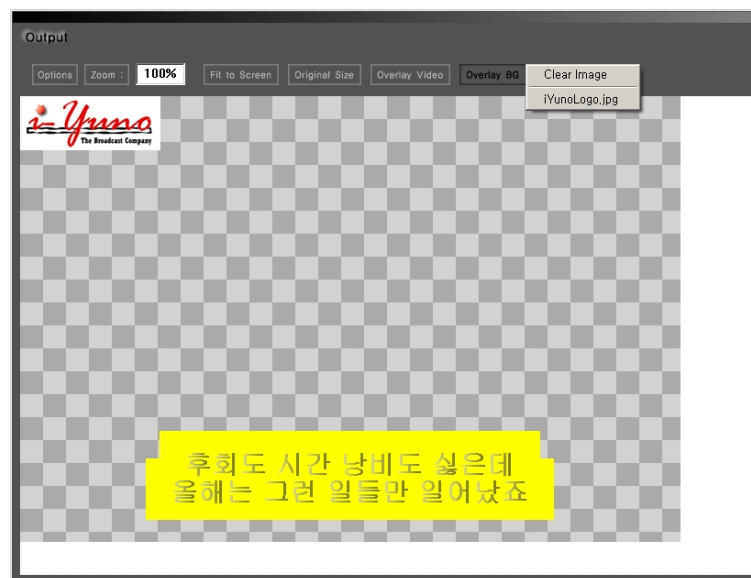 Output
Options Zoom : 100% Fit to Screen Original Size Overlay Video Overlay BG Clear Image
iYunoLogo.jpg
i-Yuno
The Broadcast Company
후회도 시간 낭비도 싫은데
올해는 그런 일들만 일어났죠